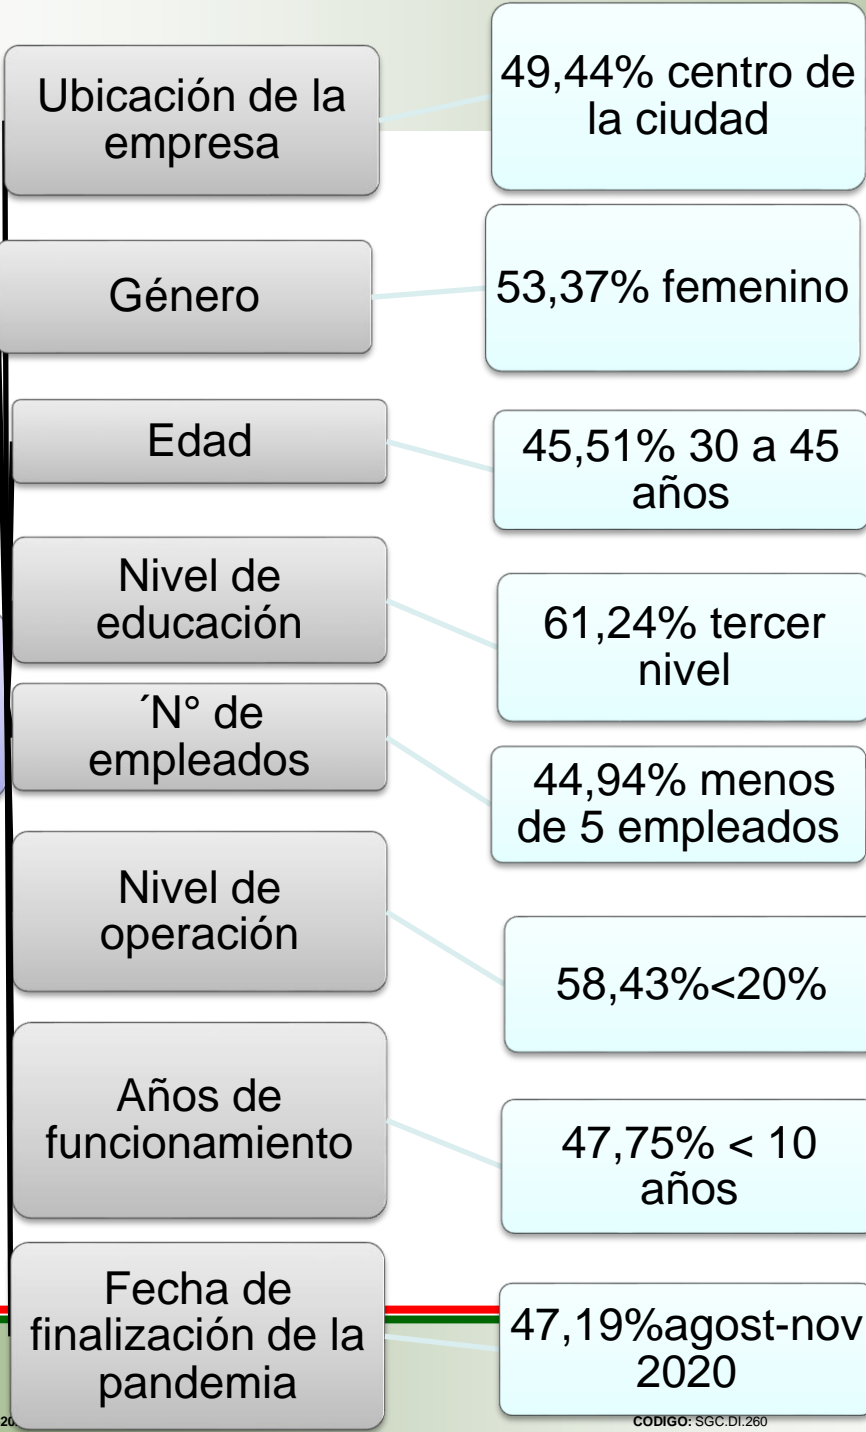 Ubicación de la
empresa
49,44% centro de
la ciudad
Género
53,37% femenino
Edad
45,51% 30 a 45
años
Nivel de
educación
61,24% tercer
nivel
´N° de
empleados
44,94% menos
de 5 empleados
Nivel de
operación
58,43%<20%
Años de
funcionamiento
47,75% < 10
años
Fecha de
finalización de la
pandemia
47,19%agost-nov
2020
CODIGO: SGC.DI.260